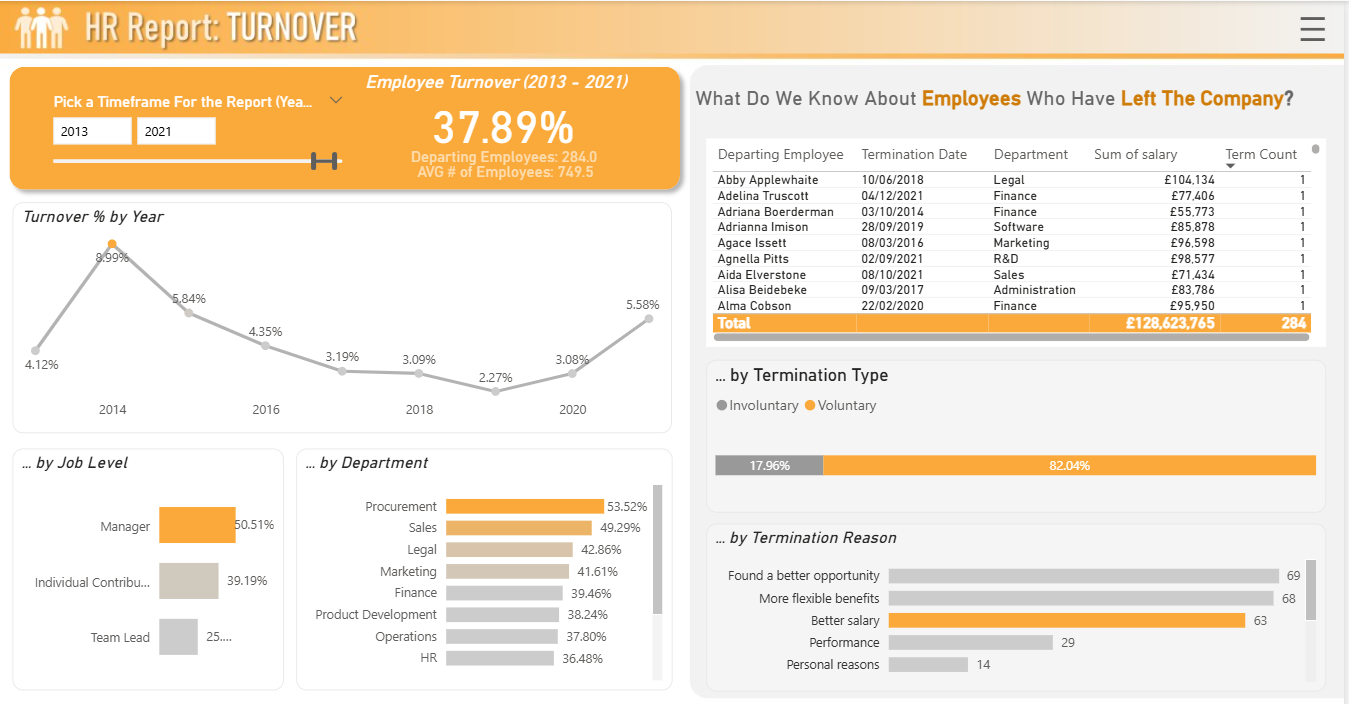 HR Report: TURNOVER
Pick a Timeframe For the Report (Yea...
2013
2021
Employee Turnover (2013 - 2021)
37.89%
Departing Employees: 284.0
AVG # of Employees: 749.5
Turnover % by Year
4.12%
8.99%
5.84%
4.35%
3.19%
3.09%
2.27%
3.08%
5.58%
2014 2016 2018 2020
... by Job Level
Manager 50.51%
Individual Contribu... 39.19%
Team Lead 25....
... by Department
Procurement 53.52%
Sales 49.29%
Legal 42.86%
Marketing 41.61%
Finance 39.46%
Product Development 38.24%
Operations 37.80%
HR 36.48%
What Do We Know About Employees Who Have Left The Company?
Departing Employee Termination Date Department Sum of salary Term Count
Abby Applewhaite 10/06/2018 Legal £104,134 1
Adelina Truscott 04/12/2021 Finance £77,406 1
Adriana Boerderman 03/10/2014 Finance £55,773 1
Adrianna Imison 28/09/2019 Software £85,878 1
Agace Issett 08/03/2016 Marketing £96,598 1
Agnella Pitts 02/09/2021 R&D £98,577 1
Aida Elverstone 08/10/2021 Sales £71,434 1
Alisa Beidebeke 09/03/2017 Administration £83,786 1
Alma Cobson 22/02/2020 Finance £95,950 1
Total £128,623,765 284
... by Termination Type
Involuntary Voluntary
17.96% 82.04%
... by Termination Reason
Found a better opportunity 69
More flexible benefits 68
Better salary 63
Performance 29
Personal reasons 14